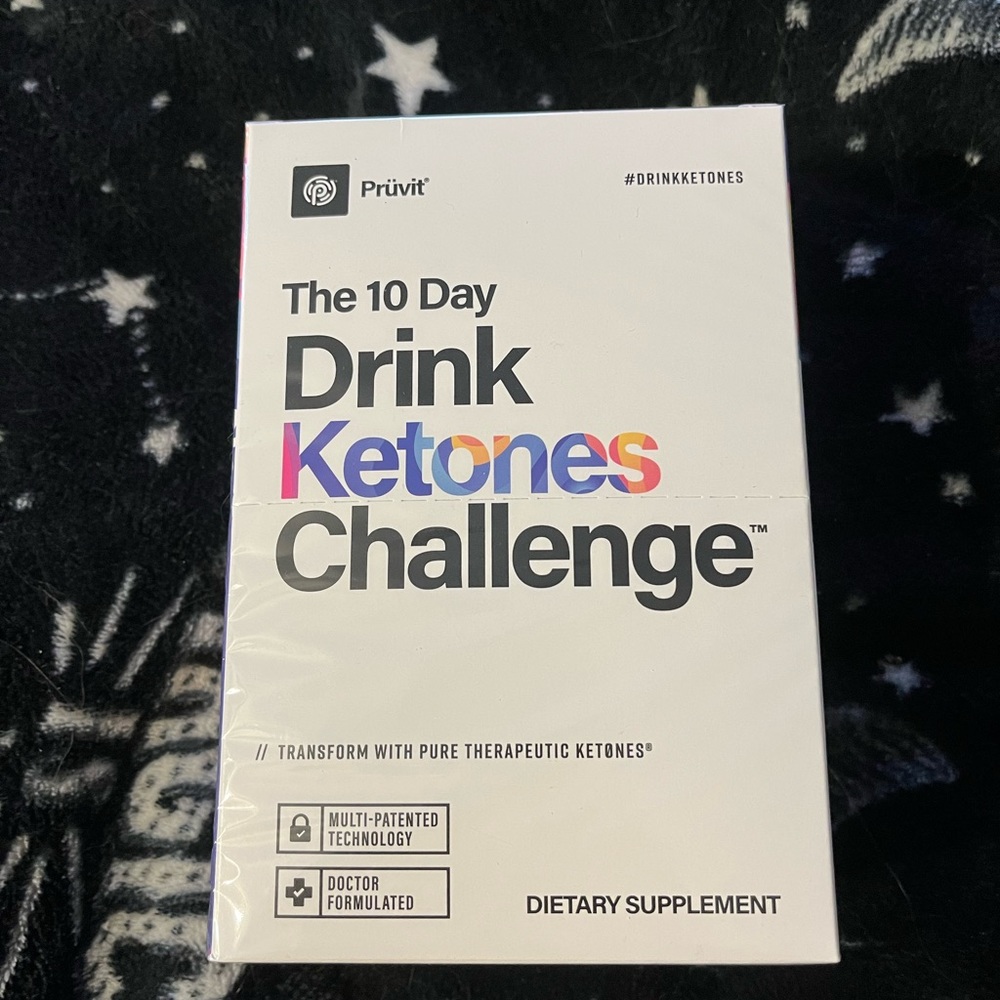 Prüvit®
#DRINKKETONES
The 10 Day
Drink
Ketones
Challenge™
// TRANSFORM WITH PURE THERAPEUTIC KETØNES®
MULTI-PATENTED
TECHNOLOGY
DOCTOR
FORMULATED
DIETARY SUPPLEMENT